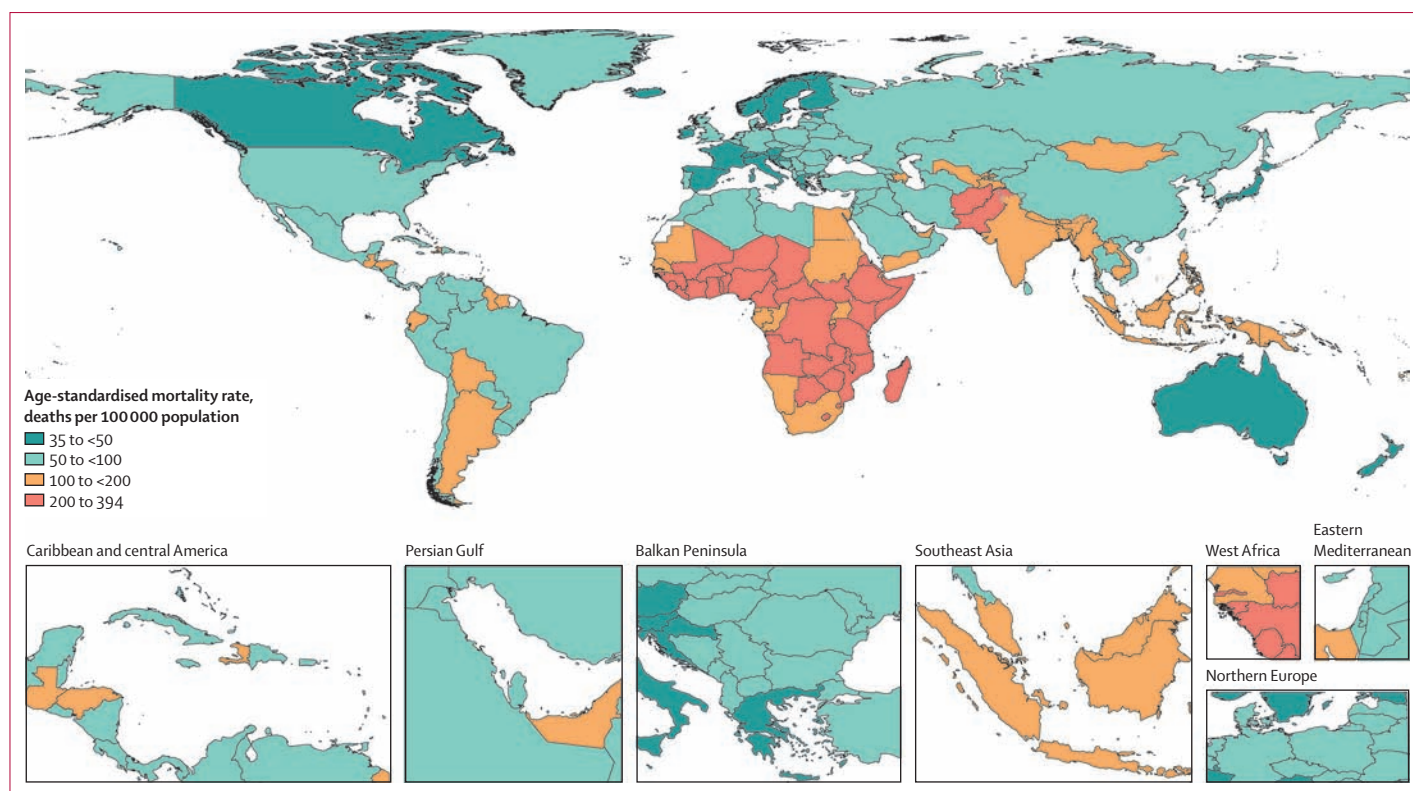 Age-standardised mortality rate,
deaths per 100 000 population
35 to <50
50 to <100
100 to <200
200 to 394
Caribbean and central America
Persian Gulf
Balkan Peninsula
Southeast Asia
West Africa
Eastern
Mediterranean
Northern Europe